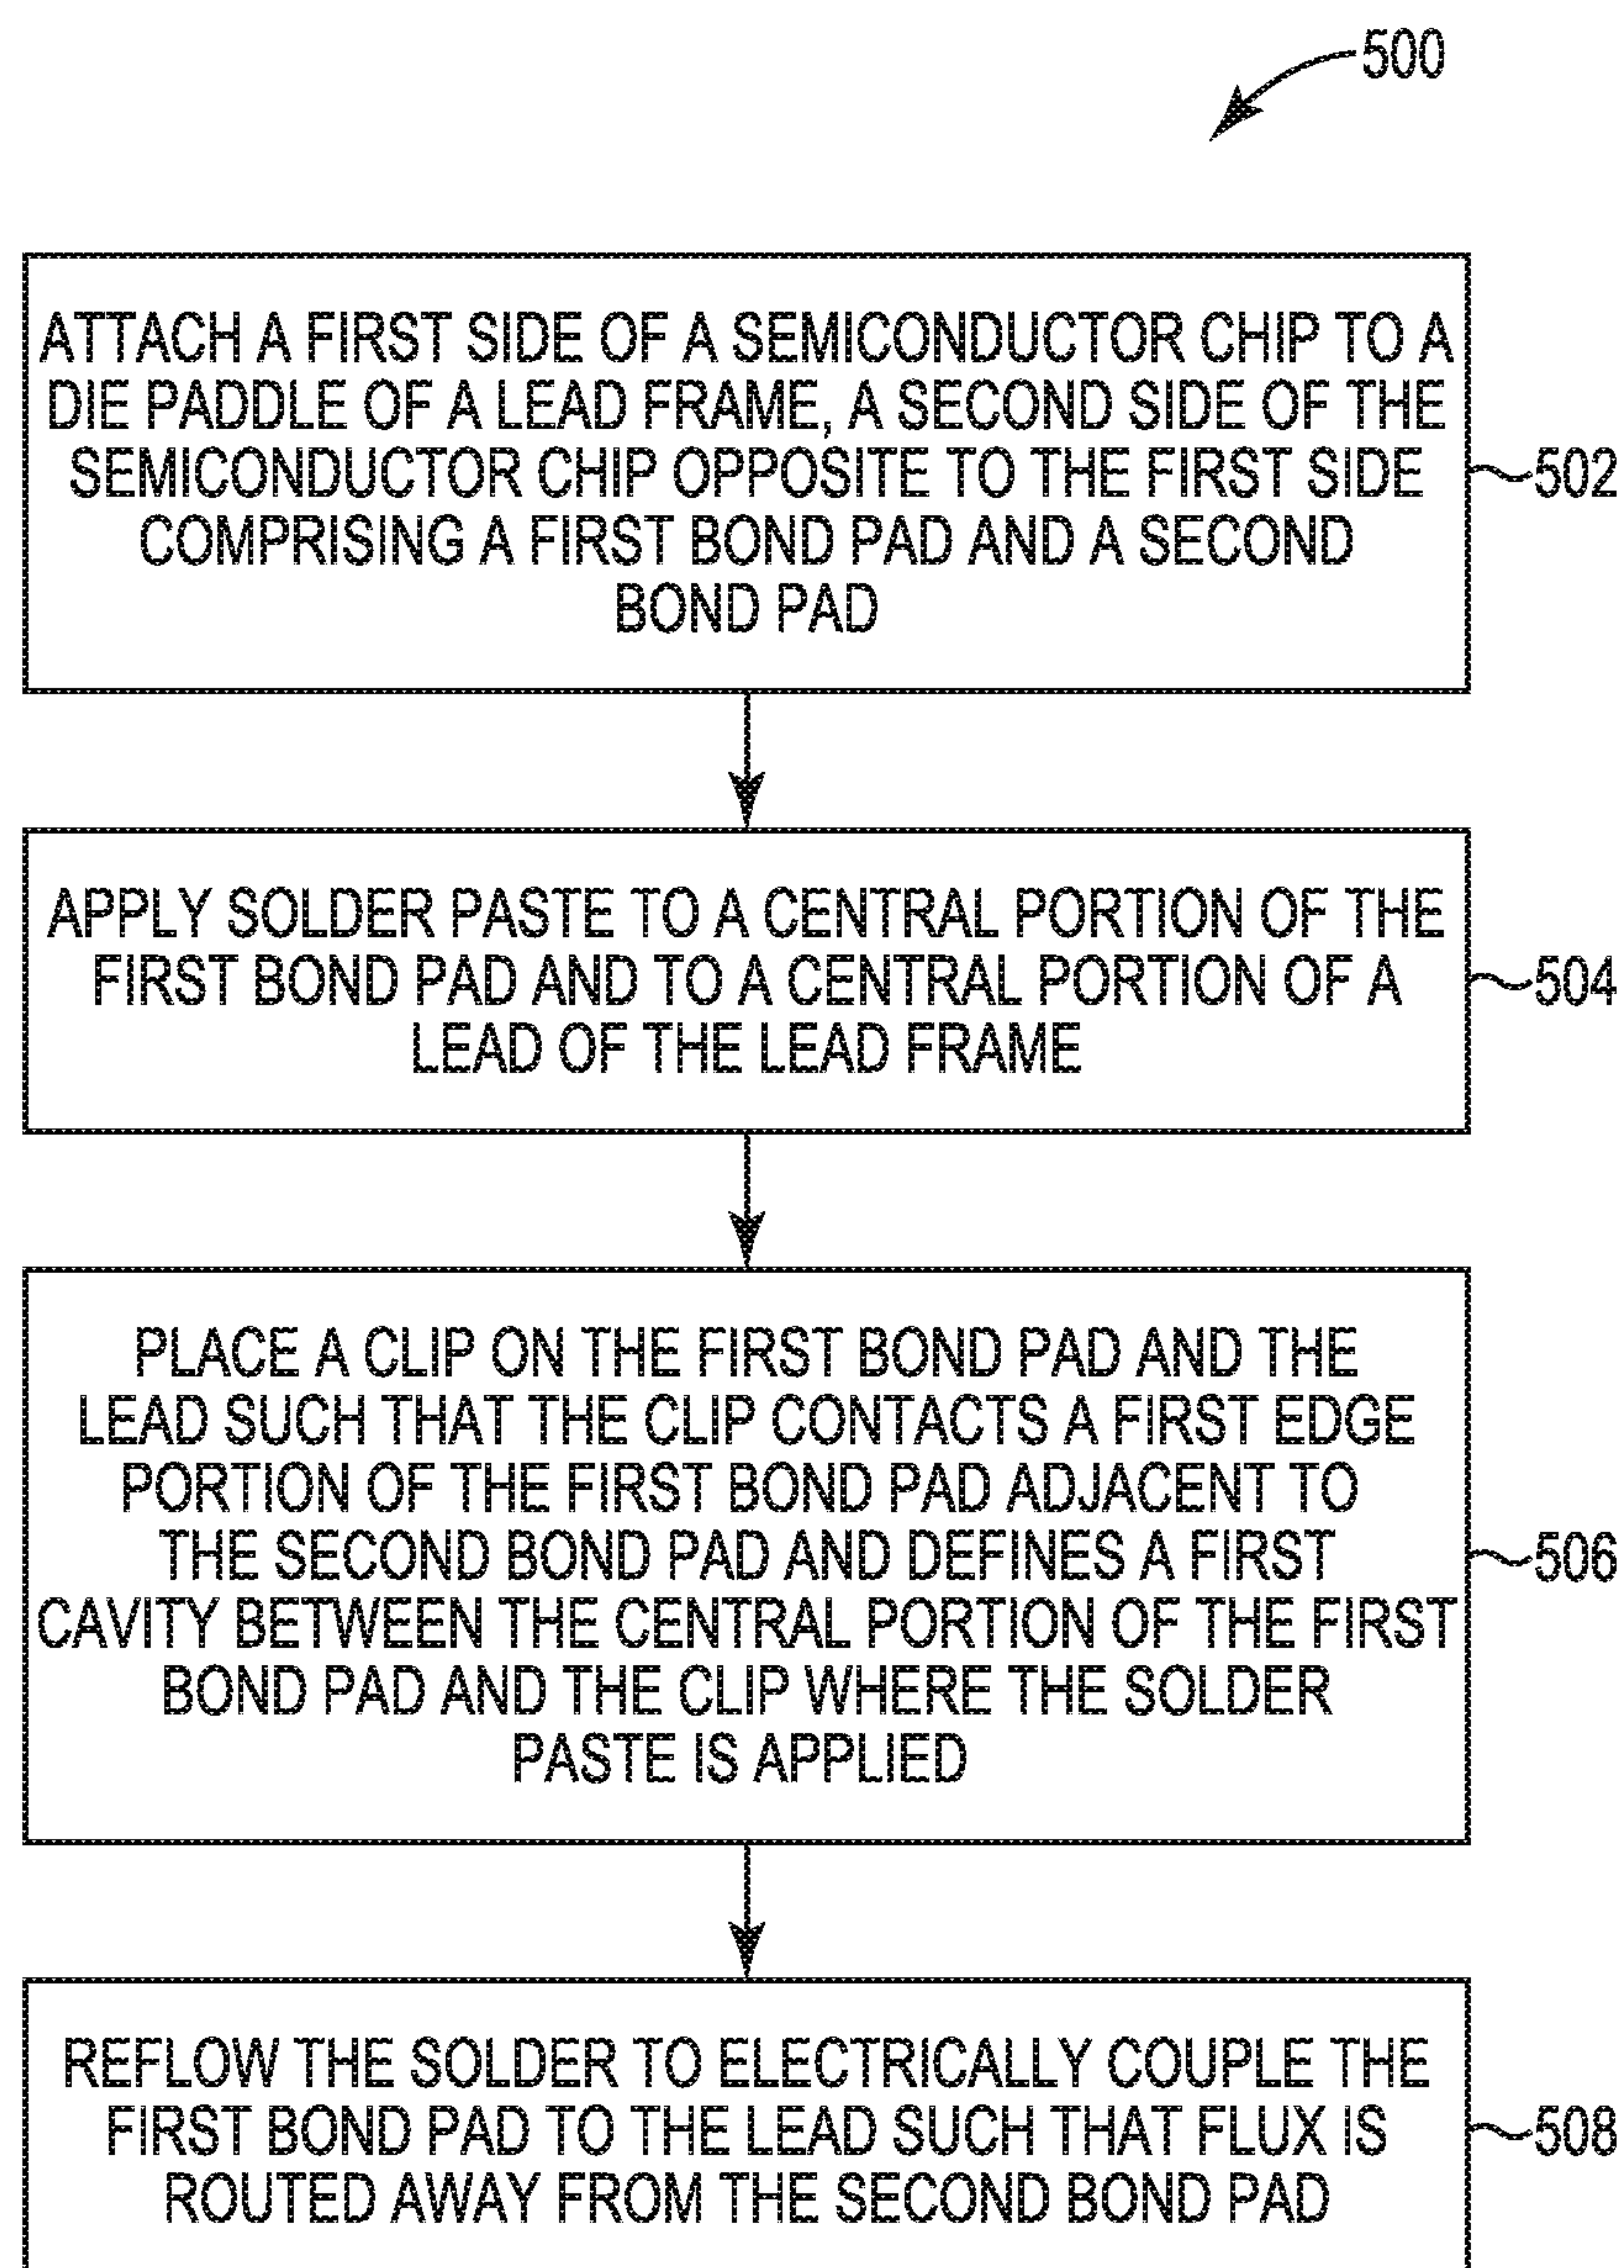 500
ATTACH A FIRST SIDE OF A SEMICONDUCTOR CHIP TO A
DIE PADDLE OF A LEAD FRAME, A SECOND SIDE OF THE
SEMICONDUCTOR CHIP OPPOSITE TO THE FIRST SIDE
COMPRISING A FIRST BOND PAD AND A SECOND
BOND PAD
502
APPLY SOLDER PASTE TO A CENTRAL PORTION OF THE
FIRST BOND PAD AND TO A CENTRAL PORTION OF A
LEAD OF THE LEAD FRAME
504
PLACE A CLIP ON THE FIRST BOND PAD AND THE
LEAD SUCH THAT THE CLIP CONTACTS A FIRST EDGE
PORTION OF THE FIRST BOND PAD ADJACENT TO
THE SECOND BOND PAD AND DEFINES A FIRST
CAVITY BETWEEN THE CENTRAL PORTION OF THE FIRST
BOND PAD AND THE CLIP WHERE THE SOLDER
PASTE IS APPLIED
506
REFLOW THE SOLDER TO ELECTRICALLY COUPLE THE
FIRST BOND PAD TO THE LEAD SUCH THAT FLUX IS
ROUTED AWAY FROM THE SECOND BOND PAD
508